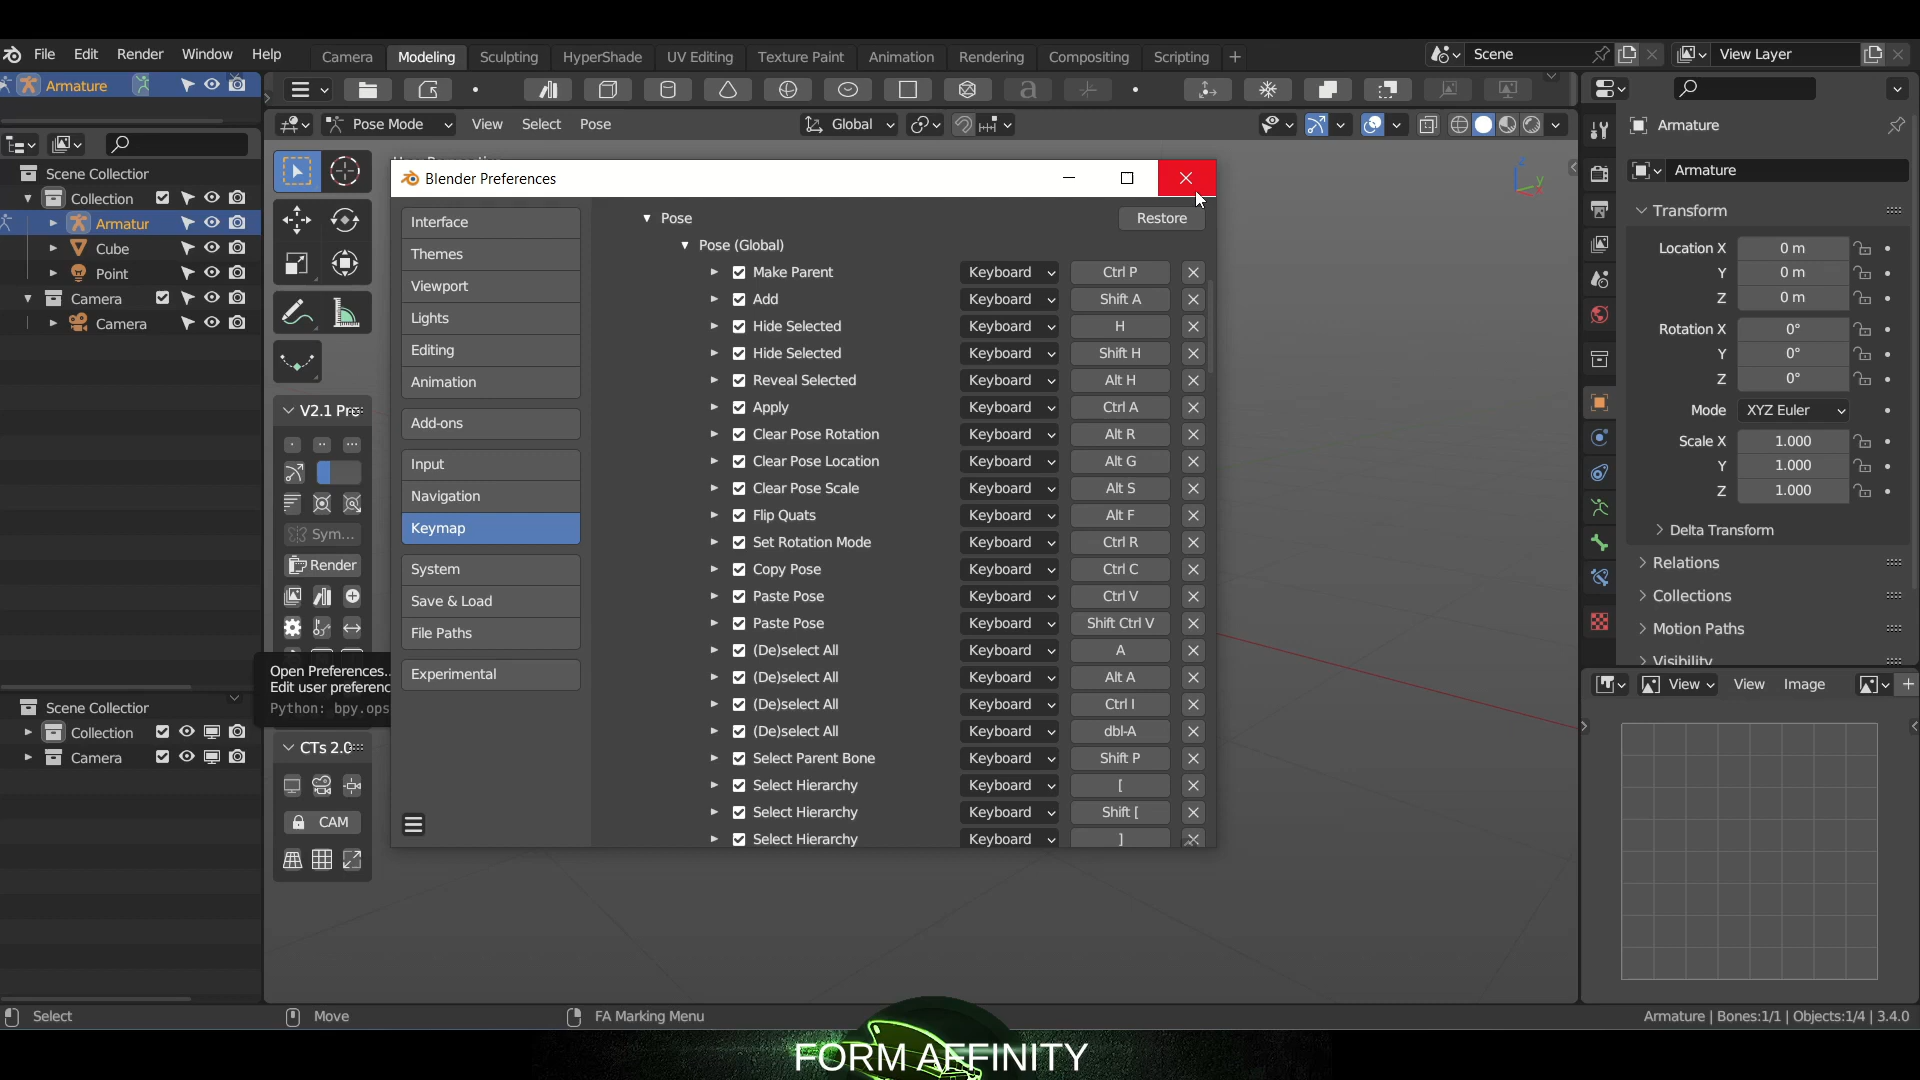 File Edit Render Window Help
Camera Modeling Sculpting HyperShade UV Editing Texture Paint Animation Rendering Compositing Scripting +
Scene
View Layer
Armature
Pose Mode View Select Pose
Global
Scene Collection
Collection
Armatur
Cube
Point
Camera
Camera
V2.1 Pro
Sym...
Render
Open Preferences..
Edit user preferenc
Python: bpy.ops
Scene Collection
Collection
Camera
CTs 2.0
CAM
Blender Preferences
Interface
Themes
Viewport
Lights
Editing
Animation
Add-ons
Input
Navigation
Keymap
System
Save & Load
File Paths
Experimental
Pose Restore
Pose (Global)
Make Parent Keyboard Ctrl P
Add Keyboard Shift A
Hide Selected Keyboard H
Hide Selected Keyboard Shift H
Reveal Selected Keyboard Alt H
Apply Keyboard Ctrl A
Clear Pose Rotation Keyboard Alt R
Clear Pose Location Keyboard Alt G
Clear Pose Scale Keyboard Alt S
Flip Quats Keyboard Alt F
Set Rotation Mode Keyboard Ctrl R
Copy Pose Keyboard Ctrl C
Paste Pose Keyboard Ctrl V
Paste Pose Keyboard Shift Ctrl V
(De)select All Keyboard A
(De)select All Keyboard Alt A
(De)select All Keyboard Ctrl I
(De)select All Keyboard dbl-A
Select Parent Bone Keyboard Shift P
Select Hierarchy Keyboard [
Select Hierarchy Keyboard Shift [
Select Hierarchy Keyboard ]
Z
y
Armature
Armature
Transform
Location X 0 m
Y 0 m
Z 0 m
Rotation X 0°
Y 0°
Z 0°
Mode XYZ Euler
Scale X 1.000
Y 1.000
Z 1.000
Delta Transform
Relations
Collections
Motion Paths
Visibility
View View Image
Select Move FA Marking Menu
Armature | Bones:1/1 | Objects:1/4 | 3.4.0
FORM AFFINITY